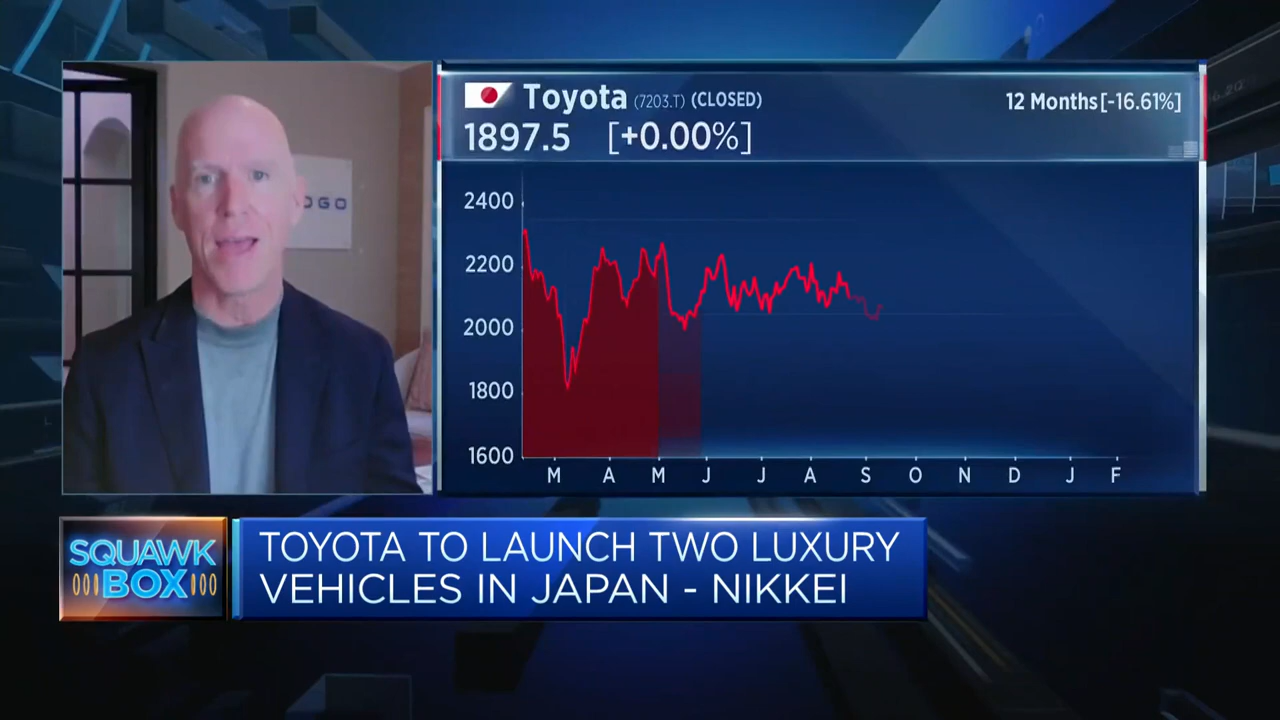 OGO
Toyota (7203.T) (CLOSED)
12 Months[-16.61%]
1897.5 [+0.00%]
2400
2200
2000
1800
1600
M A M J J A S O N D J F
SQUAWK
BOX
TOYOTA TO LAUNCH TWO LUXURY
VEHICLES IN JAPAN - NIKKEI